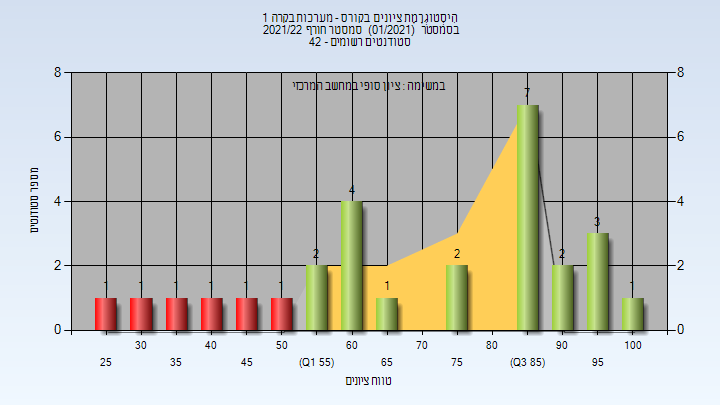 היסטוגרמת ציונים בקורס - מערכות בקרה 1
בסמסטר (01/2021) סמסטר חורף 2021/22
סטודנטים רשומים - 42
במשימה : ציון סופי במחשב המרכזי
מספר סטודנטים
8 8
6 6
4 4
2 2
0 0
1 1 1 1 1 1 2 4 1 2 7 2 3 1
30 40 50 60 70 80 90 100
25 35 45 (Q1 55) 65 75 (Q3 85) 95
טווח ציונים